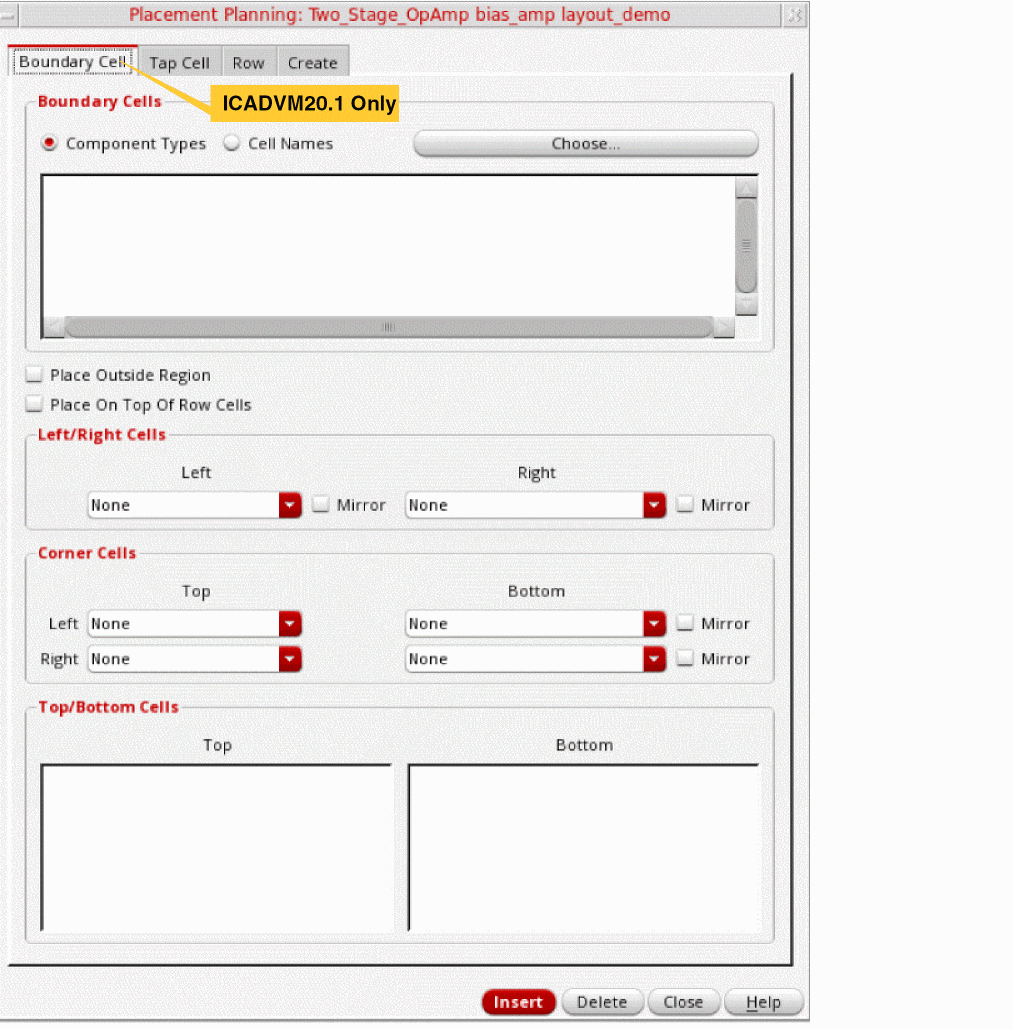 Placement Planning: Two_Stage_OpAmp bias_amp layout_demo
Boundary Cell Tap Cell Row Create
ICADVM20.1 Only
Boundary Cells
Component Types Cell Names Choose...
Place Outside Region
Place On Top Of Row Cells
Left/Right Cells
Left Right
None Mirror None Mirror
Corner Cells
Top Bottom
Left None None Mirror
Right None None Mirror
Top/Bottom Cells
Top Bottom
Insert Delete Close Help